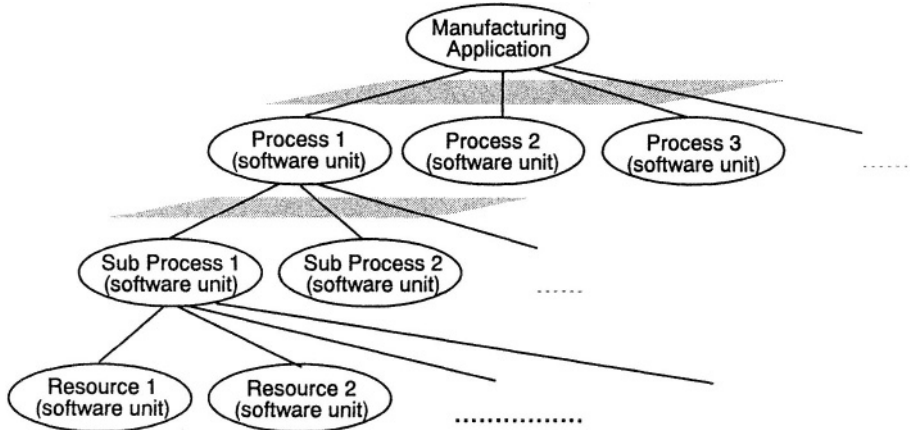 Manufacturing
Application
Process 1
(software unit)
Process 2
(software unit)
Process 3
(software unit)
Sub Process 1
(software unit)
Sub Process 2
(software unit)
Resource 1
(software unit)
Resource 2
(software unit)